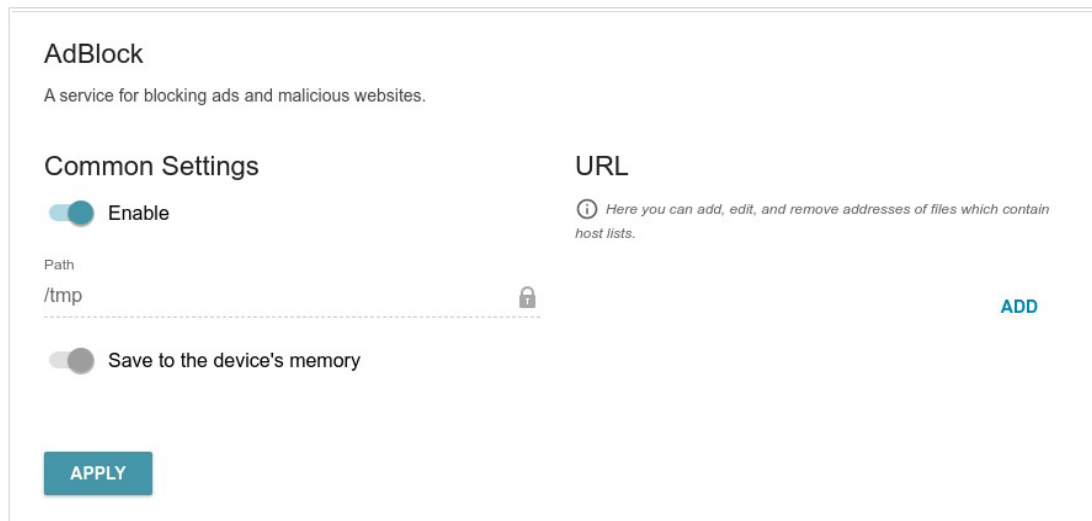 AdBlock
A service for blocking ads and malicious websites.
Common Settings
Enable
Path
/tmp
Save to the device's memory
APPLY
URL
Here you can add, edit, and remove addresses of files which contain
host lists.
ADD